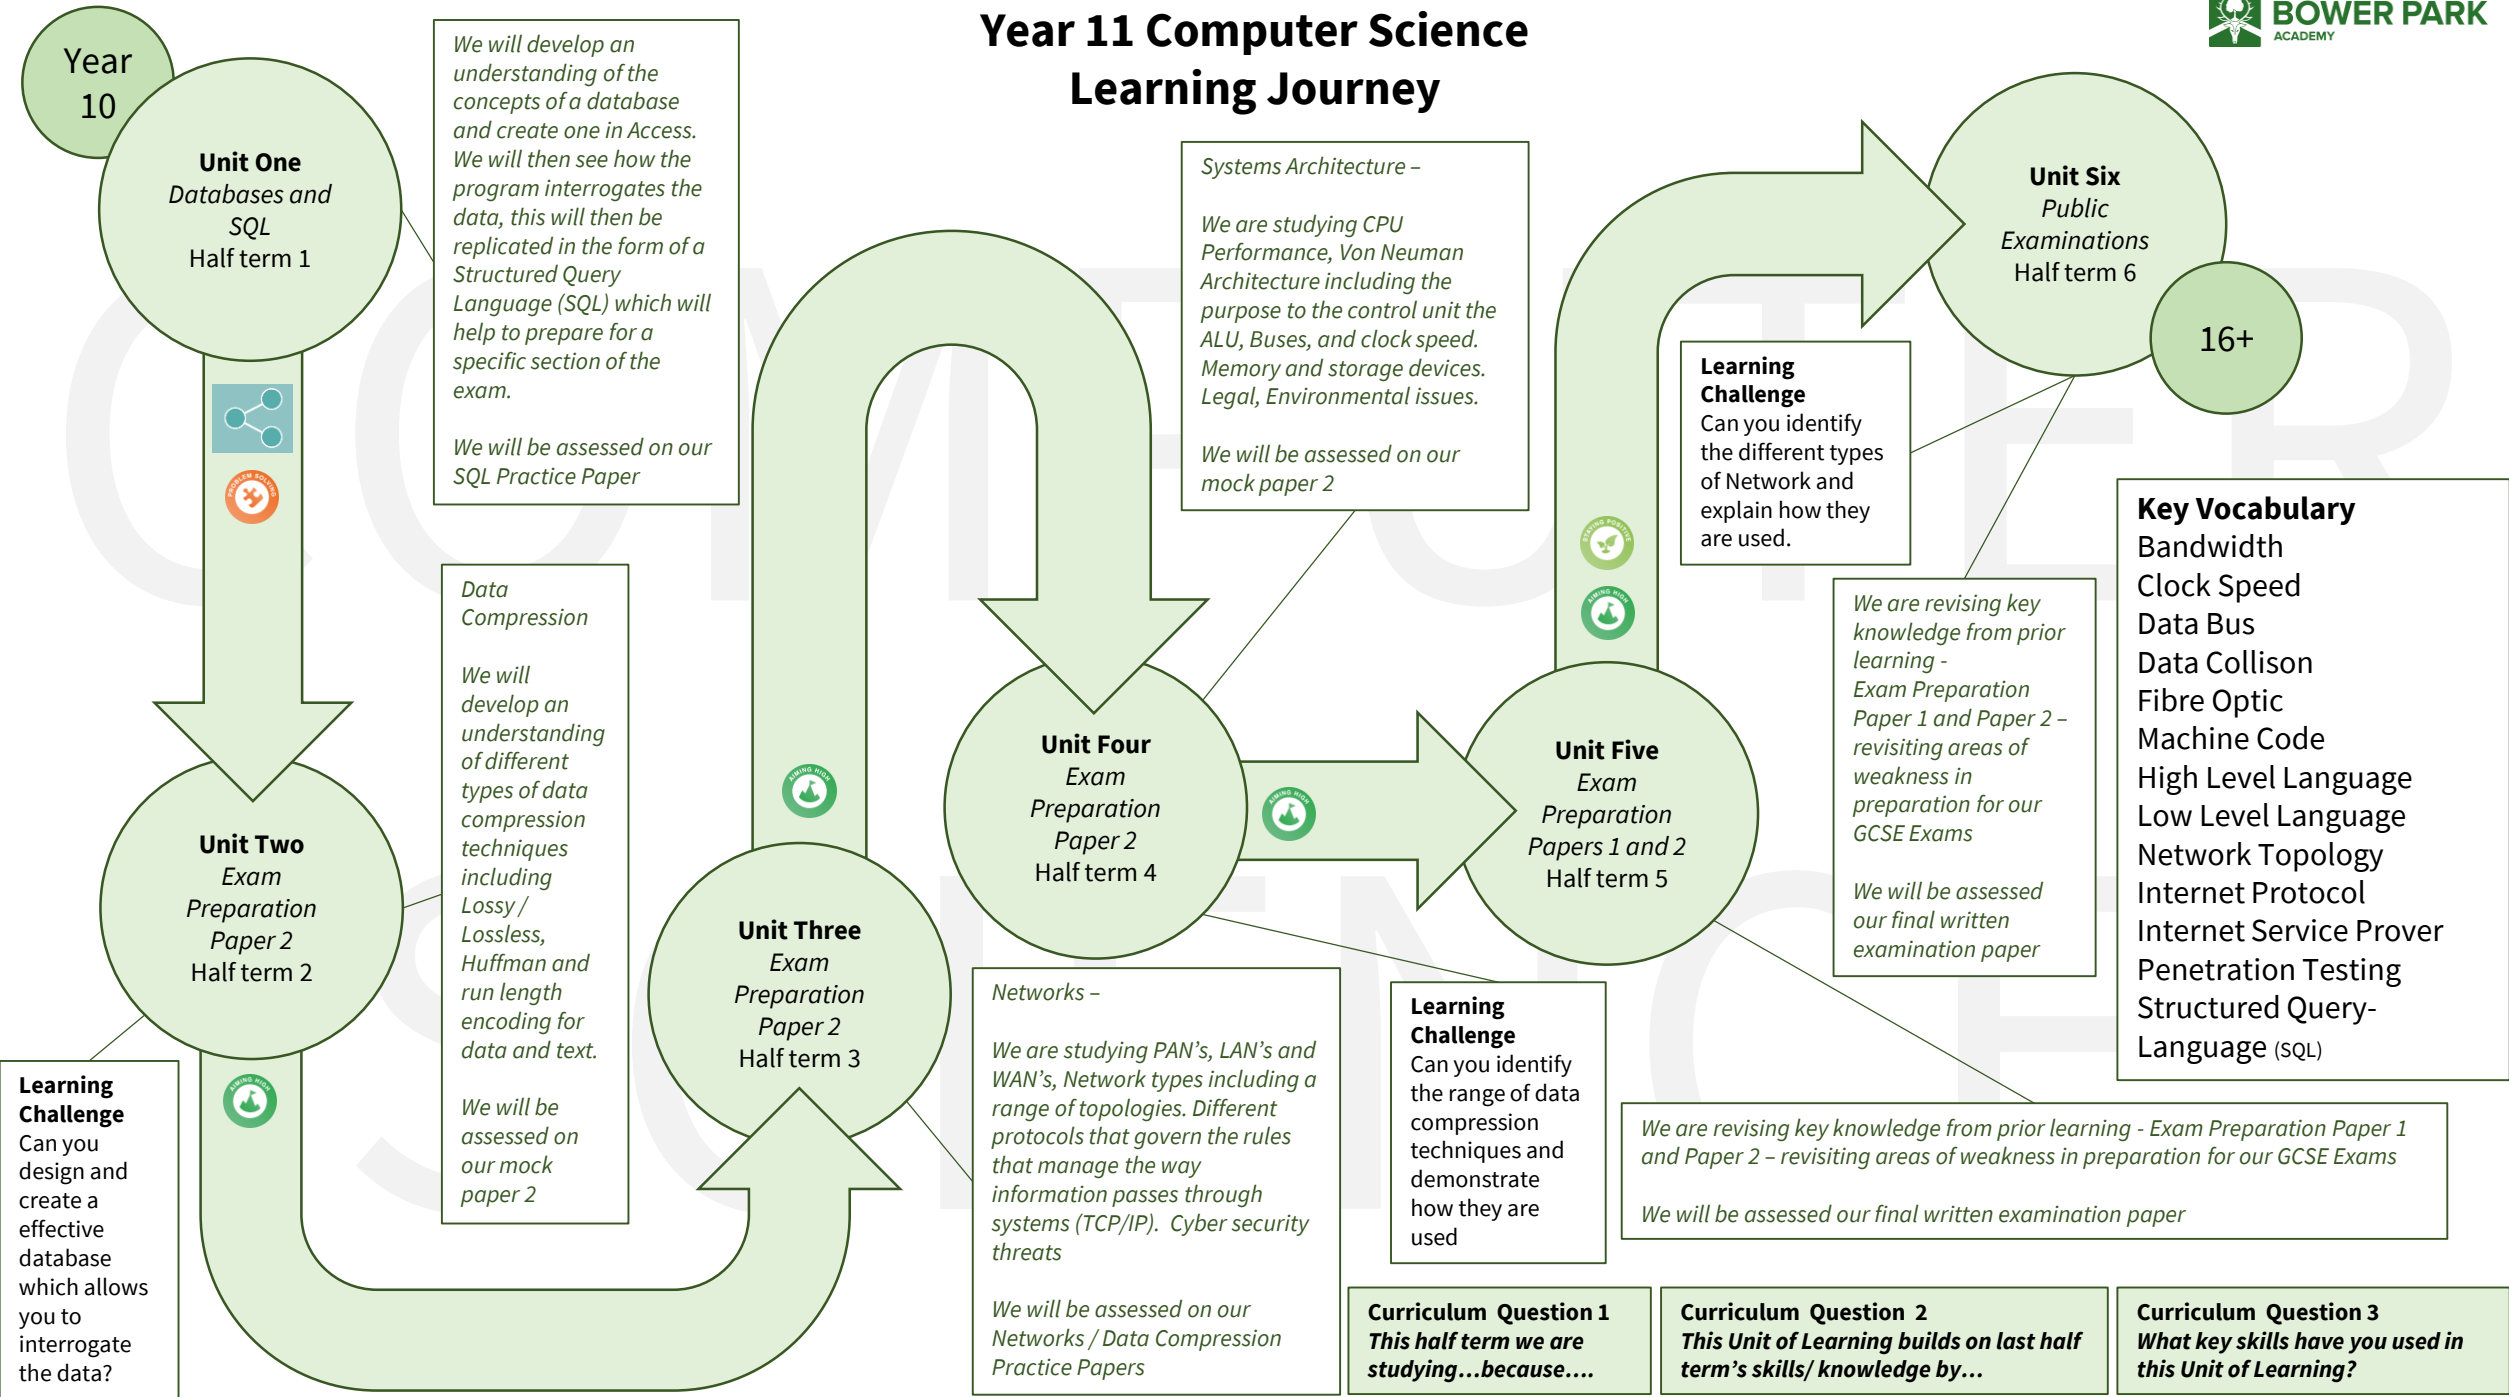 Year 11 Computer Science
Learning Journey
BOWER PARK
ACADEMY
Year
10
Unit One
Databases and
SQL
Half term 1
We will develop an
understanding of the
concepts of a database
and create one in Access.
We will then see how the
program interrogates the
data, this will then be
replicated in the form of a
Structured Query
Language (SQL) which will
help to prepare for a
specific section of the
exam.
We will be assessed on our
SQL Practice Paper
PROBLEM SOLVING
Unit Two
Exam
Preparation
Paper 2
Half term 2
Data
Compression
We will
develop an
understanding
of different
types of data
compression
techniques
including
Lossy /
Lossless,
Huffman and
run length
encoding for
data and text.
We will be
assessed on
our mock
paper 2
Learning
Challenge
Can you
design and
create a
effective
database
which allows
you to
interrogate
the data?
AIMING HIGH
Unit Three
Exam
Preparation
Paper 2
Half term 3
Networks –
We are studying PAN's, LAN's and
WAN's, Network types including a
range of topologies. Different
protocols that govern the rules
that manage the way
information passes through
systems (TCP/IP). Cyber security
threats
We will be assessed on our
Networks / Data Compression
Practice Papers
AIMING HIGH
Systems Architecture –
We are studying CPU
Performance, Von Neuman
Architecture including the
purpose to the control unit the
ALU, Buses, and clock speed.
Memory and storage devices.
Legal, Environmental issues.
We will be assessed on our
mock paper 2
Unit Four
Exam
Preparation
Paper 2
Half term 4
Learning
Challenge
Can you identify
the range of data
compression
techniques and
demonstrate
how they are
used
AIMING HIGH
Unit Five
Exam
Preparation
Papers 1 and 2
Half term 5
We are revising key knowledge from prior learning - Exam Preparation Paper 1
and Paper 2 – revisiting areas of weakness in preparation for our GCSE Exams
We will be assessed our final written examination paper
STAYING POSITIVE
AIMING HIGH
Unit Six
Public
Examinations
Half term 6
16+
Learning
Challenge
Can you identify
the different types
of Network and
explain how they
are used.
We are revising key
knowledge from prior
learning -
Exam Preparation
Paper 1 and Paper 2 –
revisiting areas of
weakness in
preparation for our
GCSE Exams
We will be assessed
our final written
examination paper
Key Vocabulary
Bandwidth
Clock Speed
Data Bus
Data Collison
Fibre Optic
Machine Code
High Level Language
Low Level Language
Network Topology
Internet Protocol
Internet Service Prover
Penetration Testing
Structured Query-
Language (SQL)
Curriculum Question 1
This half term we are
studying...because....
Curriculum Question 2
This Unit of Learning builds on last half
term's skills/ knowledge by...
Curriculum Question 3
What key skills have you used in
this Unit of Learning?
COMPUTER
SCIENCE